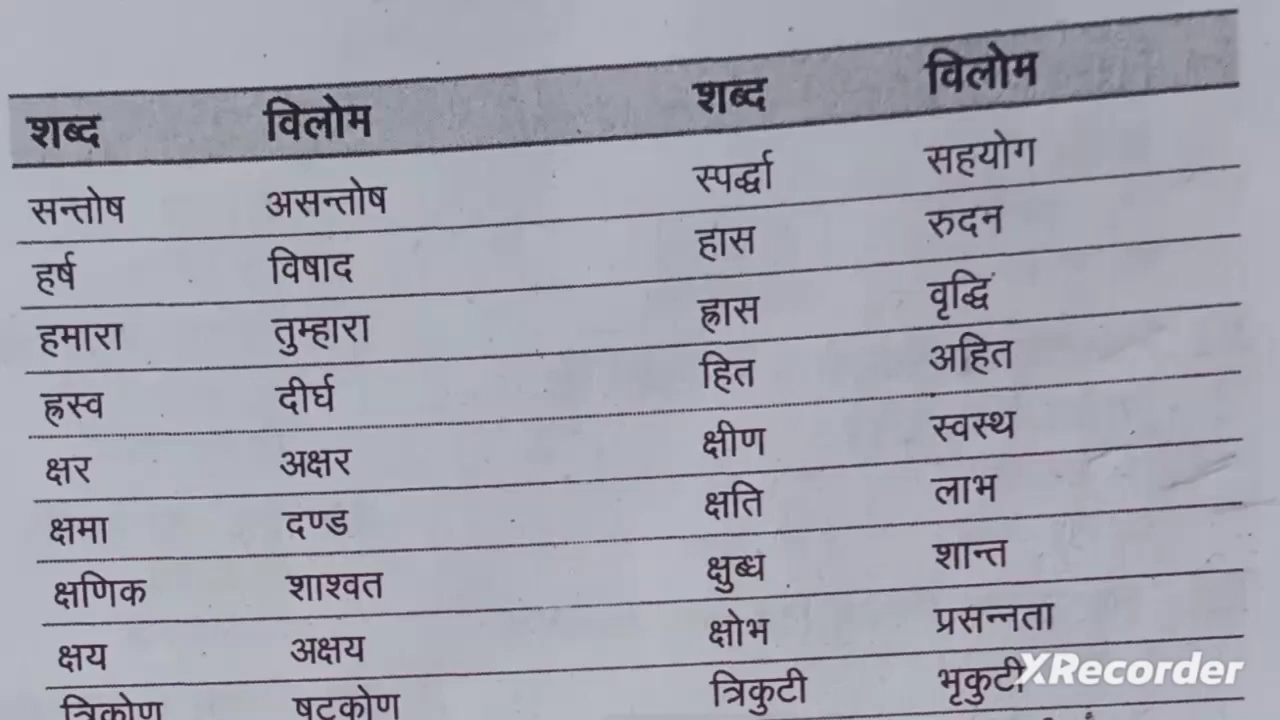 शब्द विलोम शब्द विलोम
सन्तोष असन्तोष स्पर्द्धा सहयोग
हर्ष विषाद हास रुदन
हमारा तुम्हारा ह्रास वृद्धि
ह्रस्व दीर्घ हित अहित
क्षर अक्षर क्षीण स्वस्थ
क्षमा दण्ड क्षति लाभ
क्षणिक शाश्वत क्षुब्ध शान्त
क्षय अक्षय क्षोभ प्रसन्नता
त्रिकोण षट्कोण त्रिकुटी भृकुटी
XRecorder